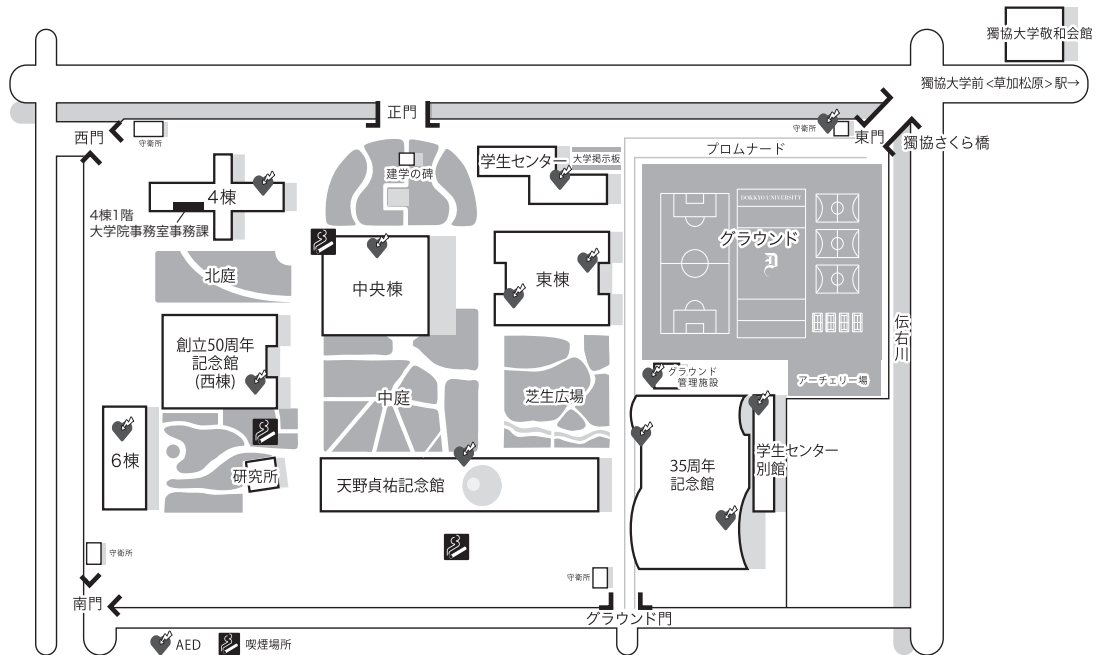 獨協大学敬和会館
獨協大学前<草加松原>駅→
正門
西門
守衛所
守衛所
東門
獨協さくら橋
プロムナード
建学の碑
学生センター
大学掲示板
4棟
4棟1階
大学院事務室事務課
DOKKYO UNIVERSITY
グラウンド
北庭
中央棟
東棟
伝右川
創立50周年
記念館
(西棟)
グラウンド
管理施設
アーチェリー場
中庭
芝生広場
6棟
研究所
天野貞祐記念館
35周年
記念館
学生センター
別館
守衛所
守衛所
南門
グラウンド門
AED
喫煙場所